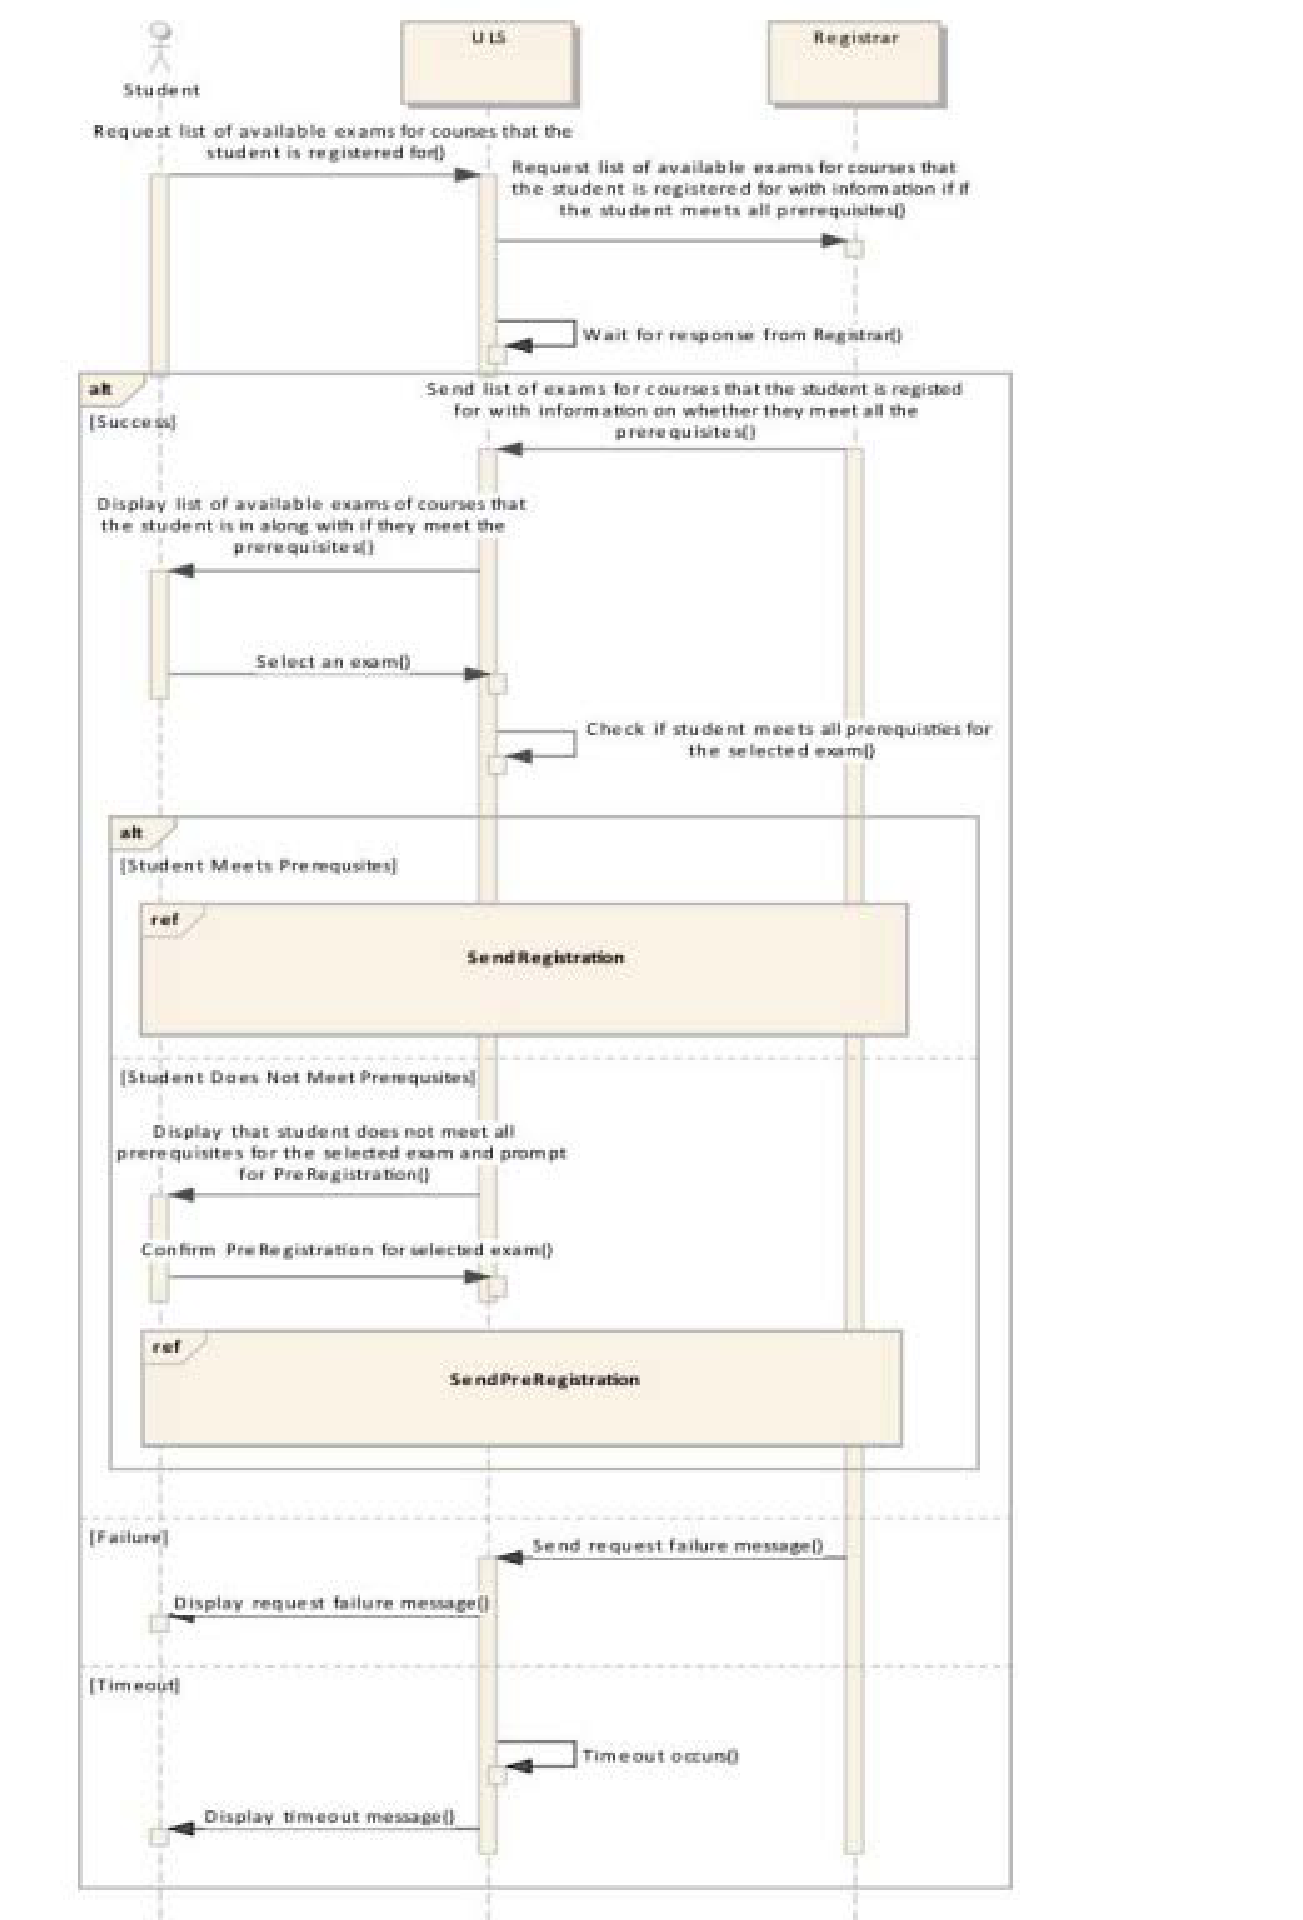 Student
ULS
Registrar
Request list of available exams for courses that the
student is registered for()
Request list of available exams for courses that
the student is registered for with information if if
the student meets all prerequisites()
Wait for response from Registrar()
alt
[Success]
Send list of exams for courses that the student is registed
for with information on whether they meet all the
prerequisites()
Display list of available exams of courses that
the student is in along with if they meet the
prerequisites()
Select an exam()
Check if student meets all prerequisties for
the selected exam()
alt
[Student Meets Prerequsites]
ref
SendRegistration
[Student Does Not Meet Prerequsites]
Display that student does not meet all
prerequisites for the selected exam and prompt
for PreRegistration()
Confirm PreRegistration for selected exam()
ref
SendPreRegistration
[Failure]
Send request failure message()
Display request failure message()
[Timeout]
Timeout occurs()
Display timeout message()